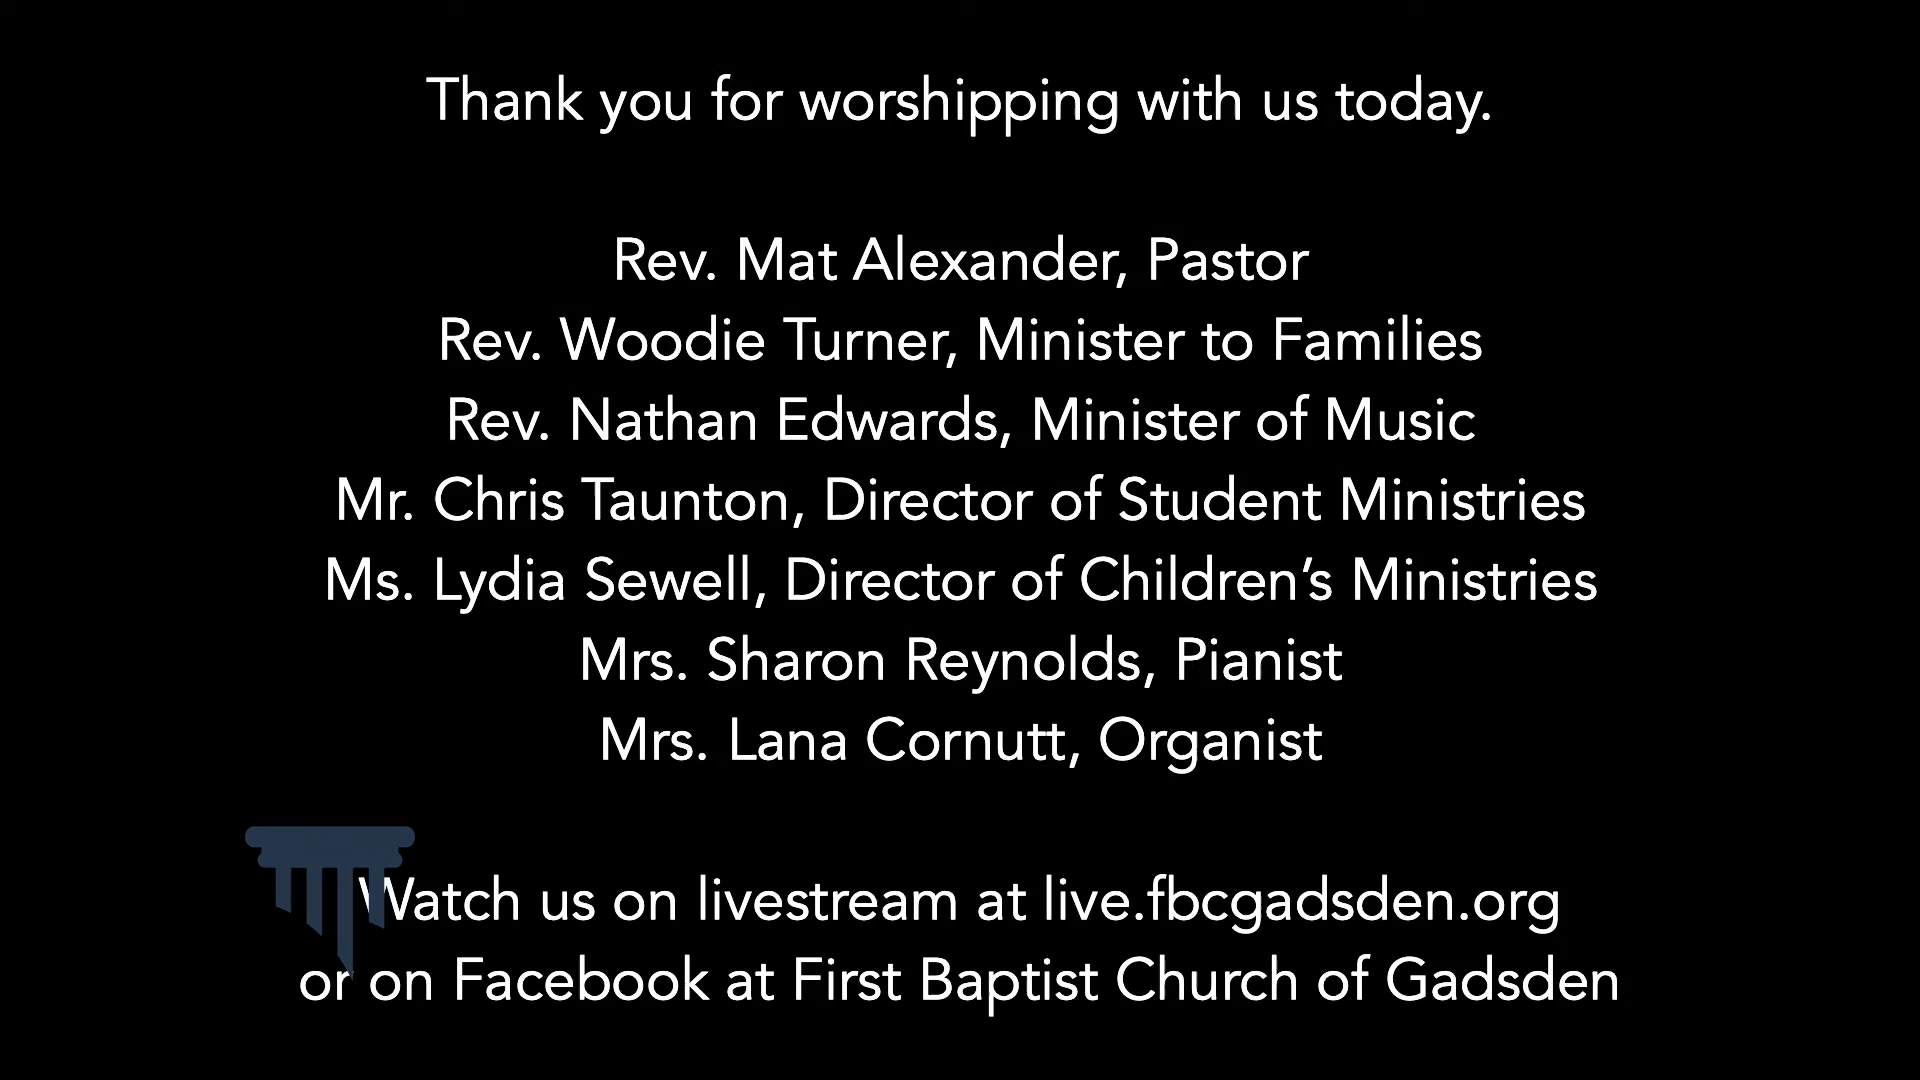 Thank you for worshipping with us today.
Rev. Mat Alexander, Pastor
Rev. Woodie Turner, Minister to Families
Rev. Nathan Edwards, Minister of Music
Mr. Chris Taunton, Director of Student Ministries
Ms. Lydia Sewell, Director of Children’s Ministries
Mrs. Sharon Reynolds, Pianist
Mrs. Lana Cornutt, Organist
Watch us on livestream at live.fbcgadsden.org
or on Facebook at First Baptist Church of Gadsden